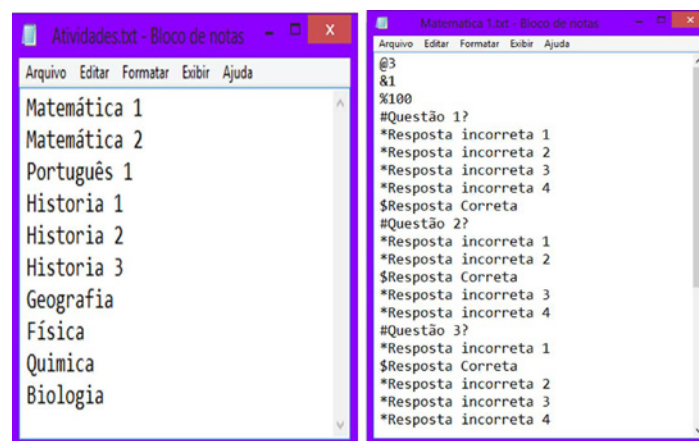 Atividades.txt - Bloco de notas
Arquivo Editar Formatar Exibir Ajuda
Matemática 1
Matemática 2
Português 1
Historia 1
Historia 2
Historia 3
Geografia
Física
Quimica
Biologia
Matematica 1.txt - Bloco de notas
Arquivo Editar Formatar Exibir Ajuda
@3
&1
%100
#Questão 1?
*Resposta incorreta 1
*Resposta incorreta 2
*Resposta incorreta 3
*Resposta incorreta 4
$Resposta Correta
#Questão 2?
*Resposta incorreta 1
*Resposta incorreta 2
$Resposta Correta
*Resposta incorreta 3
*Resposta incorreta 4
#Questão 3?
*Resposta incorreta 1
$Resposta Correta
*Resposta incorreta 2
*Resposta incorreta 3
*Resposta incorreta 4